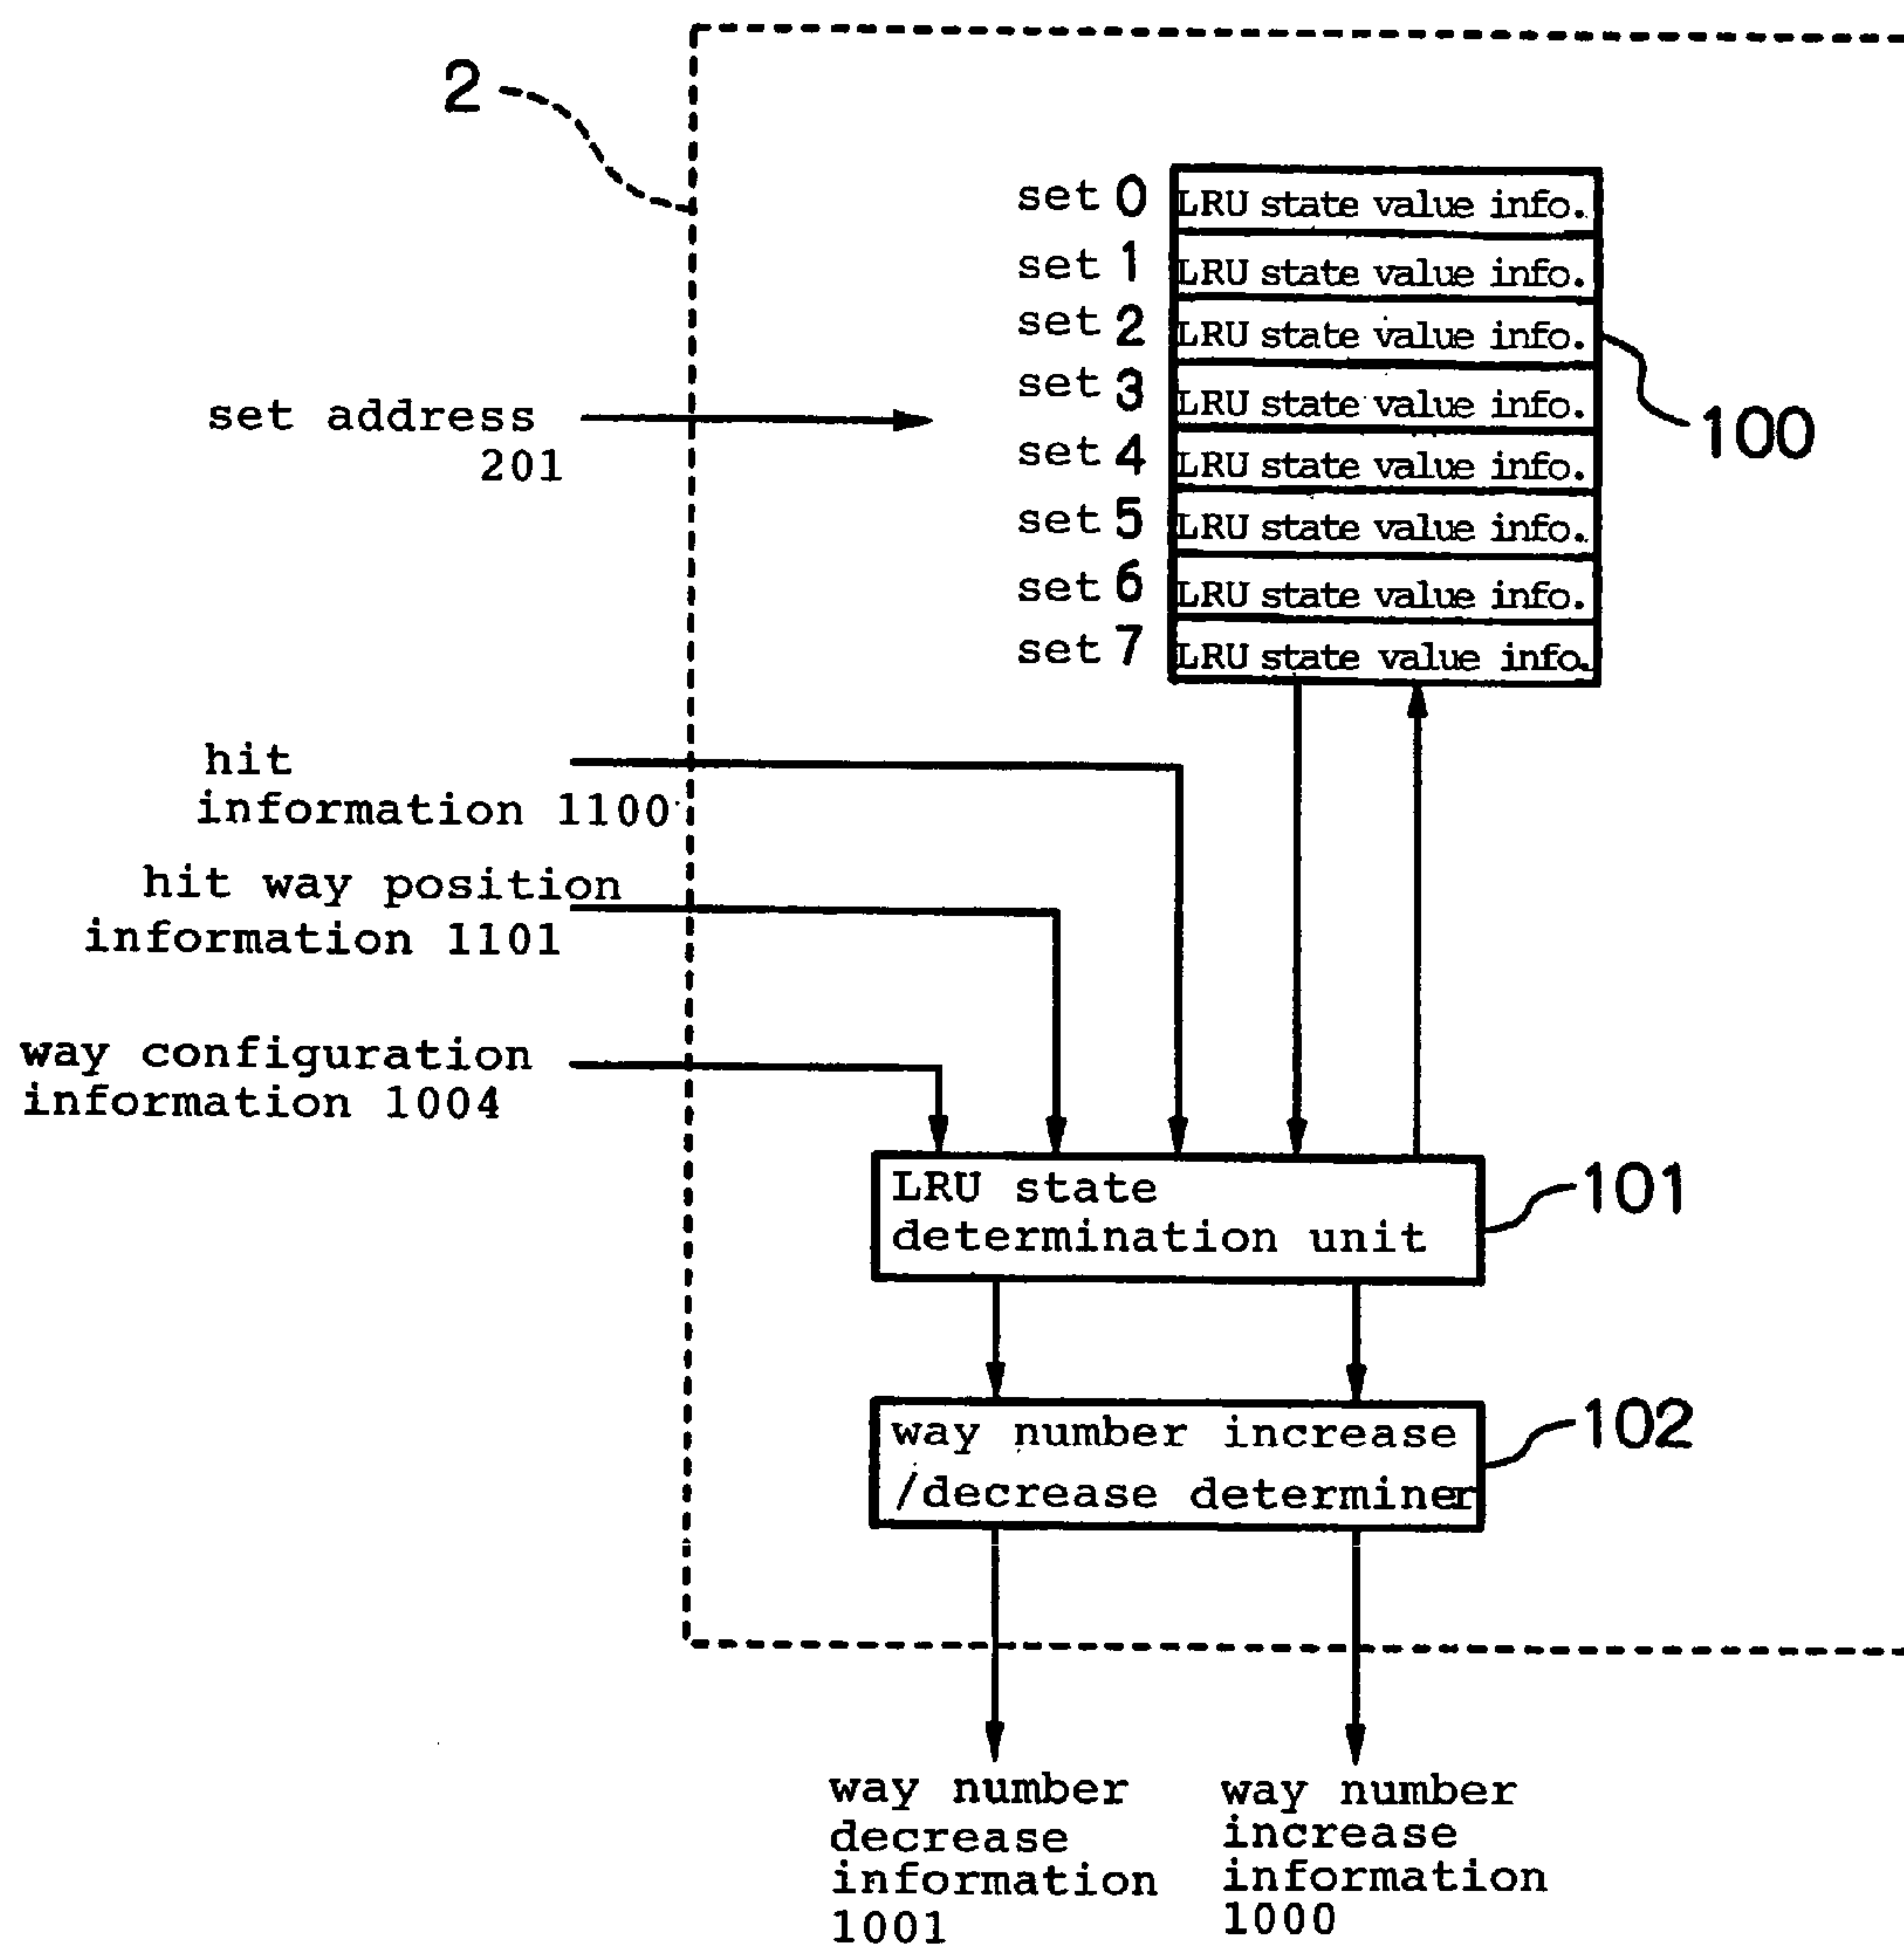 2
set 0 LRU state value info.
set 1 LRU state value info.
set 2 LRU state value info.
set 3 LRU state value info.
set 4 LRU state value info.
set 5 LRU state value info.
set 6 LRU state value info.
set 7 LRU state value info.
100
set address
201
hit
information 1100
hit way position
information 1101
way configuration
information 1004
LRU state
determination unit
101
way number increase
/decrease determiner
102
way number
decrease
information
1001
way number
increase
information
1000